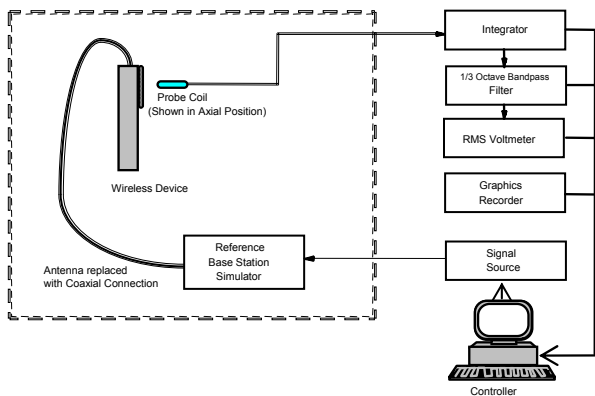 Integrator
1/3 Octave Bandpass
Filter
RMS Voltmeter
Graphics
Recorder
Signal
Source
Controller
Probe Coil
(Shown in Axial Position)
Wireless Device
Reference
Base Station
Simulator
Antenna replaced
with Coaxial Connection